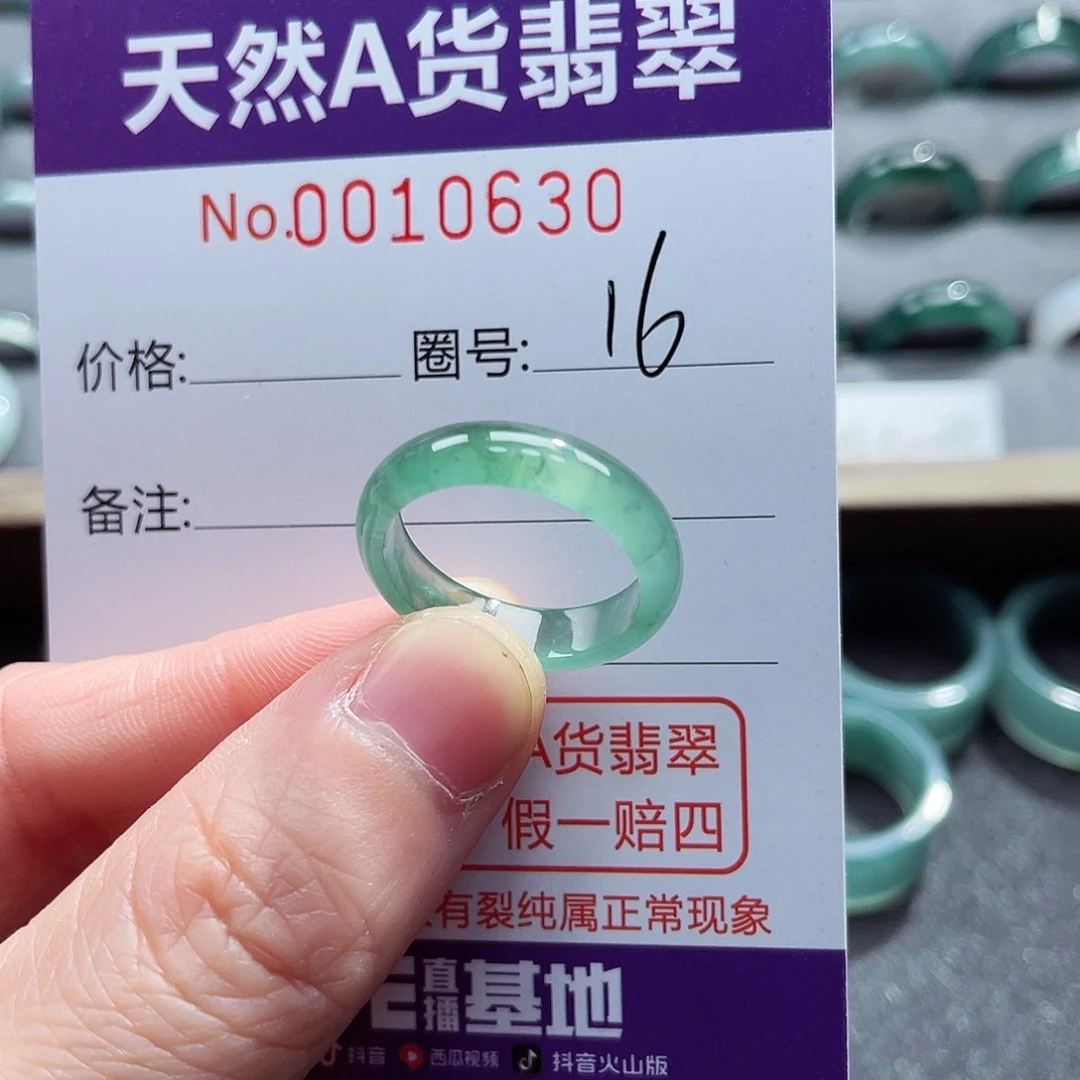 天然A货翡翠
No.0010630
价格: 圈号: 16
备注:
A货翡翠
假一赔四
有裂纯属正常现象
直播基地
抖音 西瓜视频 抖音火山版